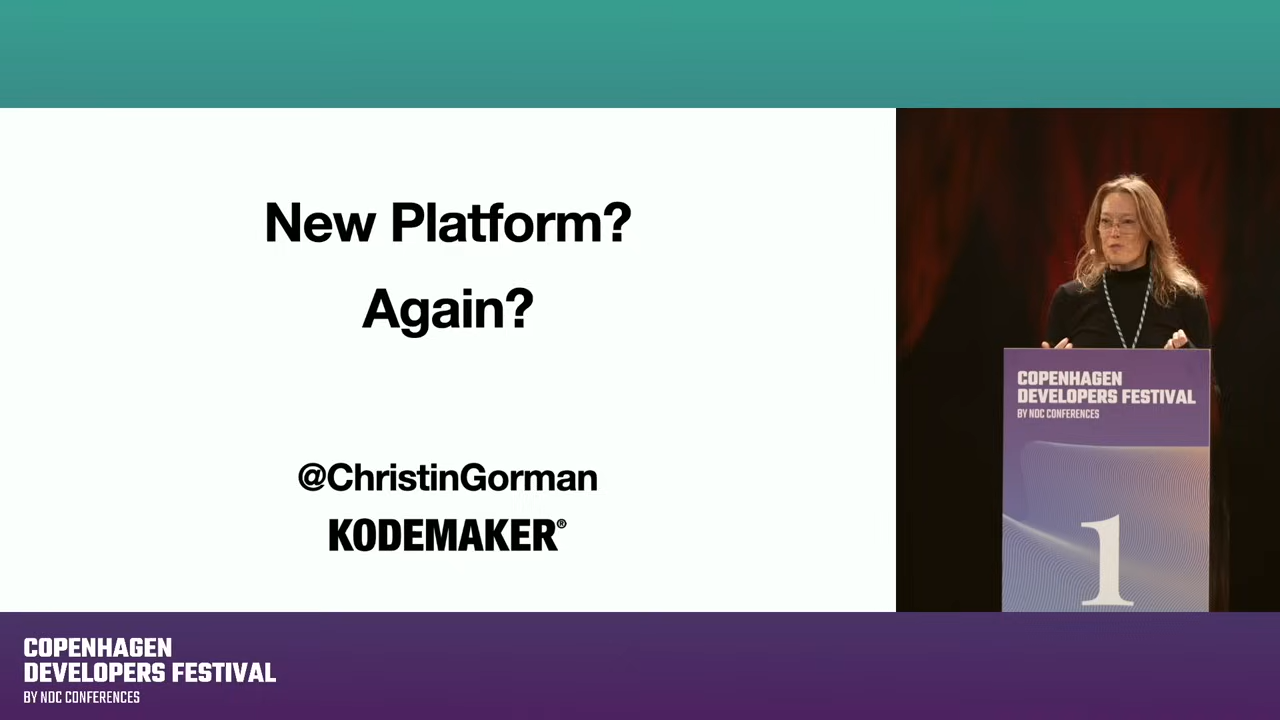 New Platform?
Again?
@ChristinGorman
KODEMAKER®
COPENHAGEN
DEVELOPERS FESTIVAL
BY NDC CONFERENCES
1
COPENHAGEN
DEVELOPERS FESTIVAL
BY NDC CONFERENCES